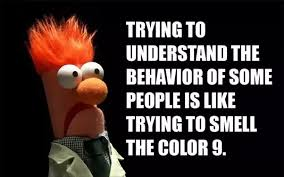 TRYING TO
UNDERSTAND THE
BEHAVIOR OF SOME
PEOPLE IS LIKE
TRYING TO SMELL
THE COLOR 9.